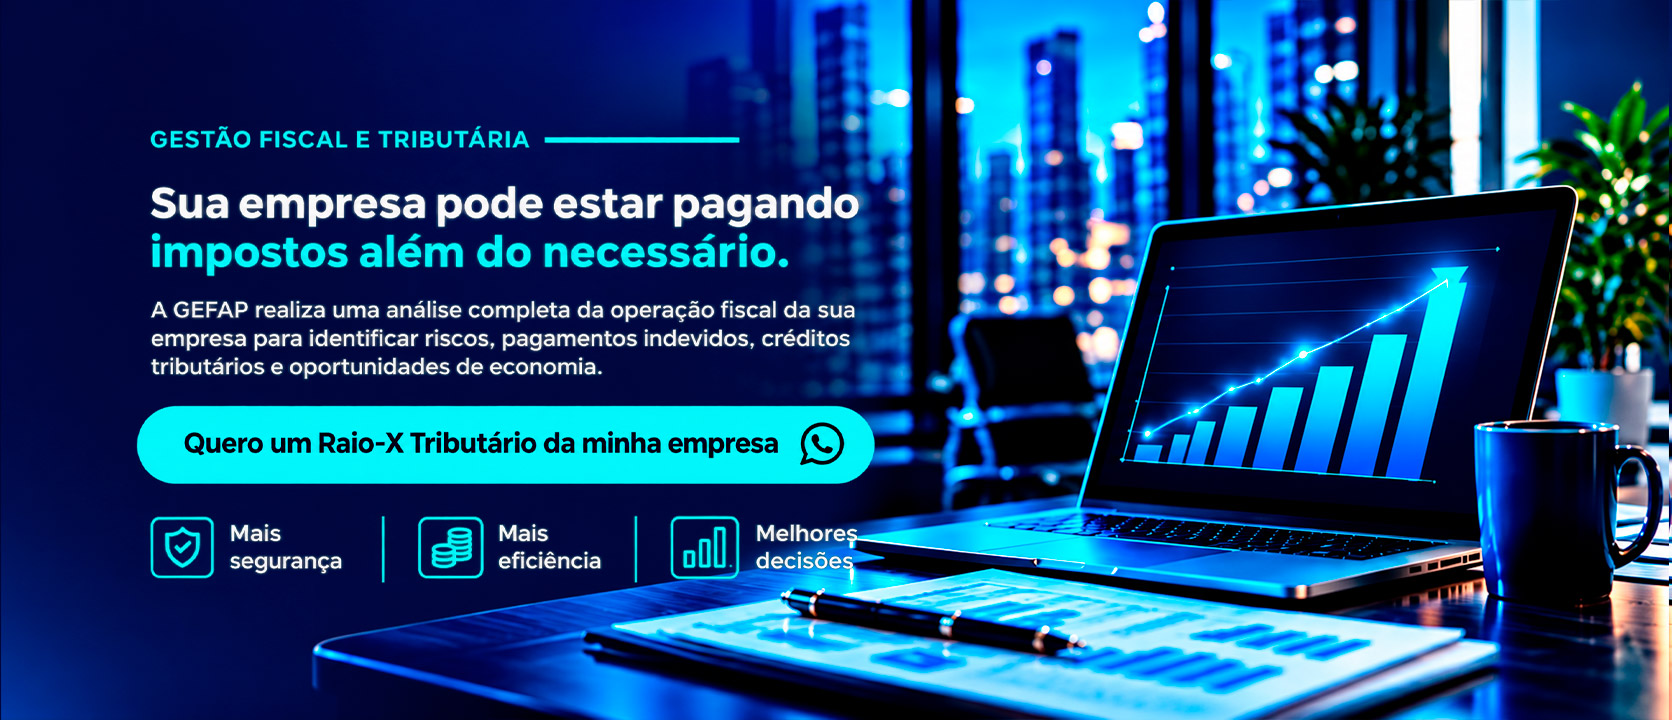 GESTÃO FISCAL E TRIBUTÁRIA
Sua empresa pode estar pagando
impostos além do necessário.
A GEFAP realiza uma análise completa da operação fiscal da sua
empresa para identificar riscos, pagamentos indevidos, créditos
tributários e oportunidades de economia.
Quero um Raio-X Tributário da minha empresa
Mais
segurança
Mais
eficiência
Melhores
decisões